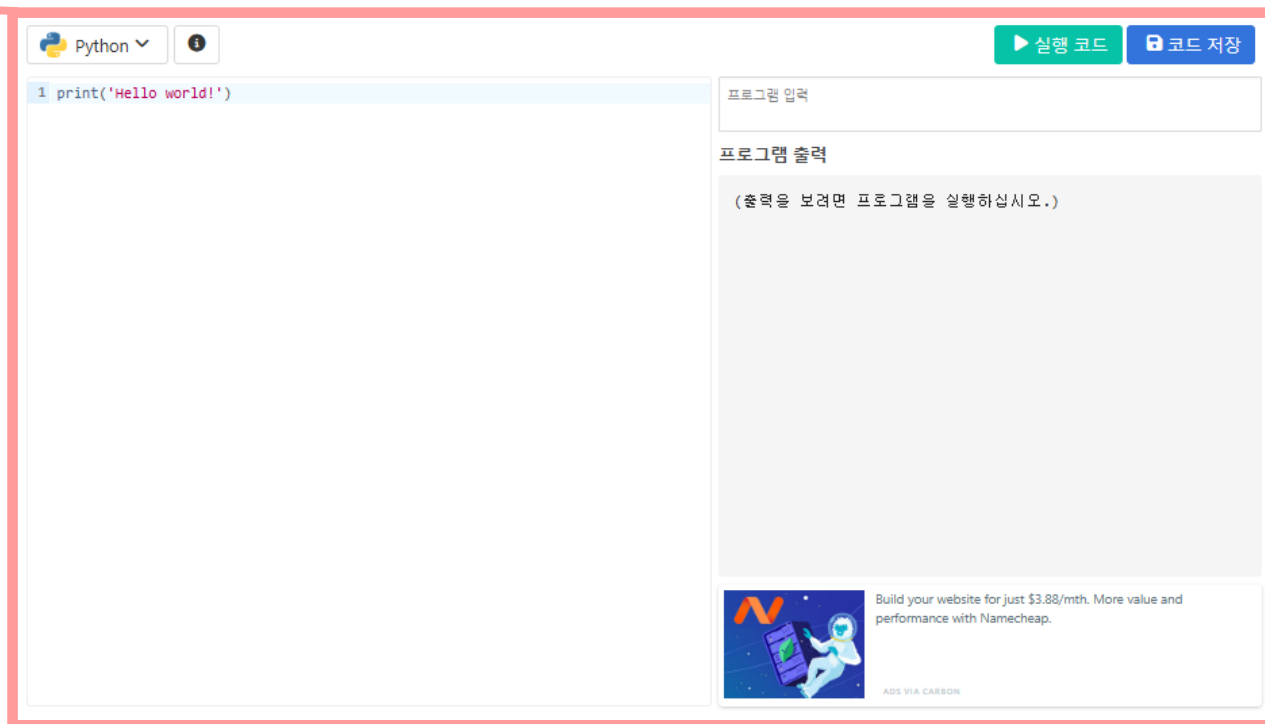 Python
실행 코드
코드 저장
1 print('Hello world!')
프로그램 입력
프로그램 출력
(출력을 보려면 프로그램을 실행하십시오.)
Build your website for just $3.88/mth. More value and
performance with Namecheap.
ADS VIA CARBON